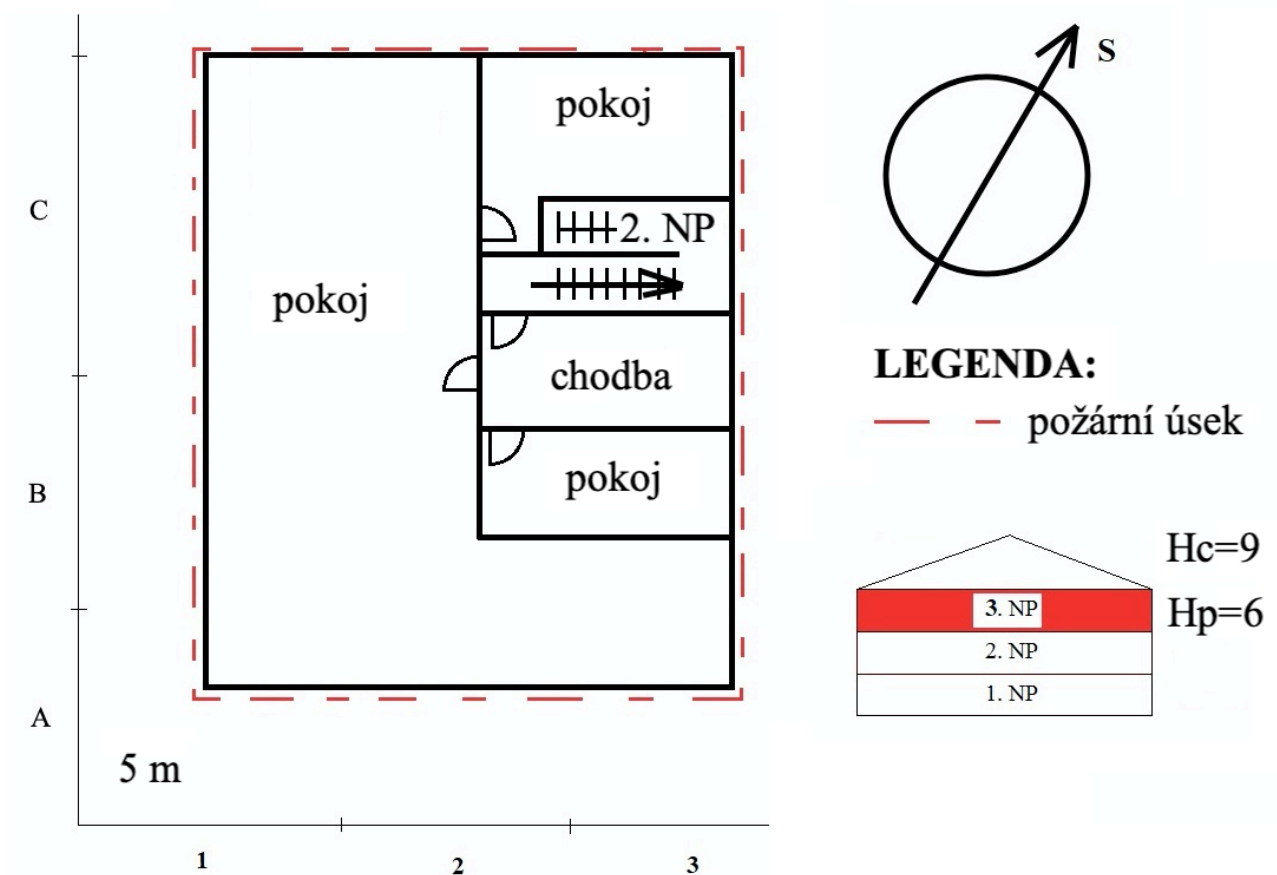 C
B
A
pokoj
2. NP
pokoj
chodba
pokoj
5 m
1
2
3
S
LEGENDA:
požární úsek
Hc=9
3. NP
Hp=6
2. NP
1. NP